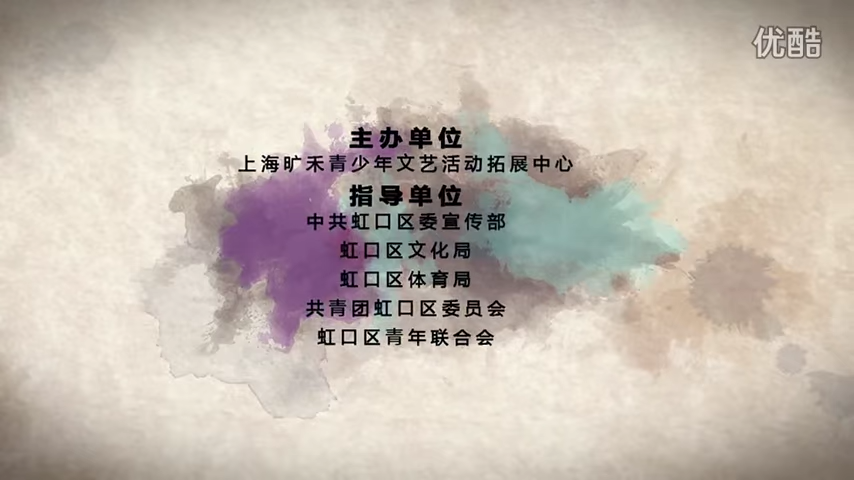 优酷
主办单位
上海旷禾青少年文艺活动拓展中心
指导单位
中共虹口区委宣传部
虹口区文化局
虹口区体育局
共青团虹口区委员会
虹口区青年联合会